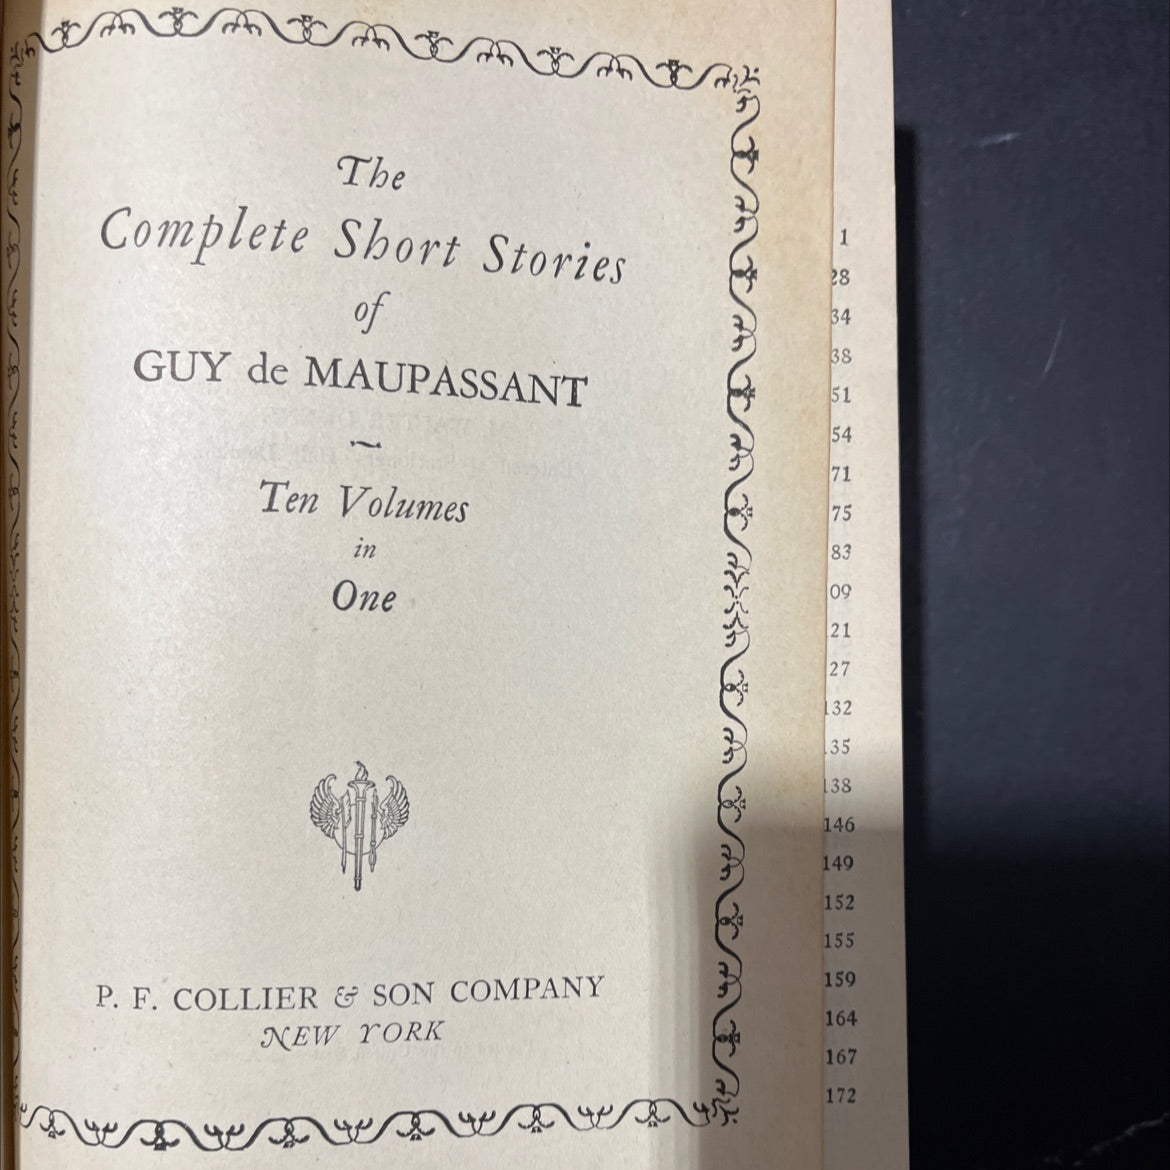 The
Complete Short Stories
of
GUY de MAUPASSANT
Ten Volumes
in
One
P. F. COLLIER & SON COMPANY
NEW YORK
1
28
34
38
51
54
71
75
83
09
21
27
132
135
138
146
149
152
155
159
164
167
172